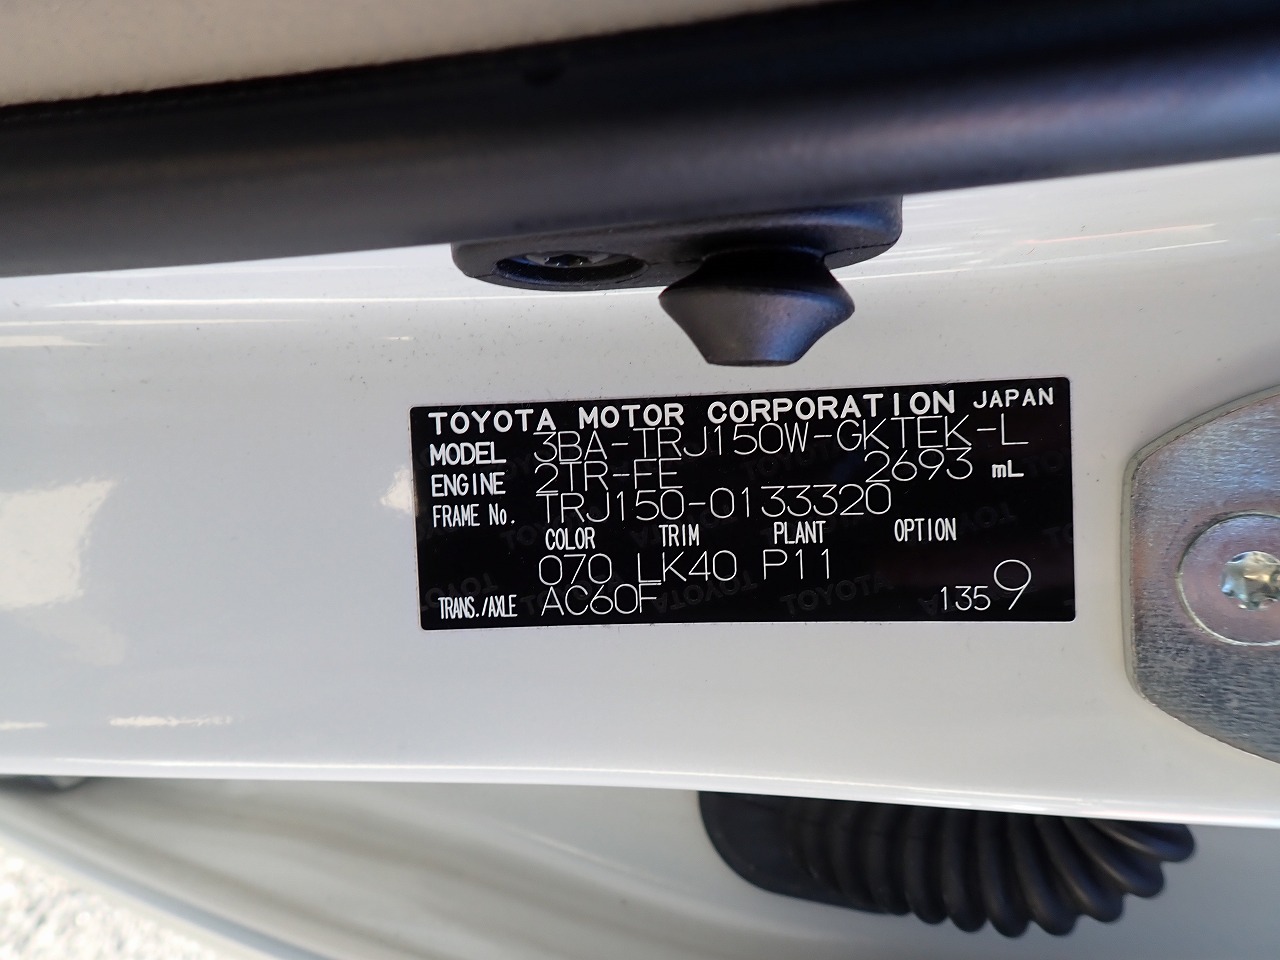 TOYOTA MOTOR CORPORATION JAPAN
MODEL 3BA-TRJ150W-GKTEK-L
ENGINE 2TR-FE 2693 mL
FRAME No. TRJ150-0133320
COLOR TRIM PLANT OPTION
070 LK40 P11
TRANS./AXLE AC60F 1359